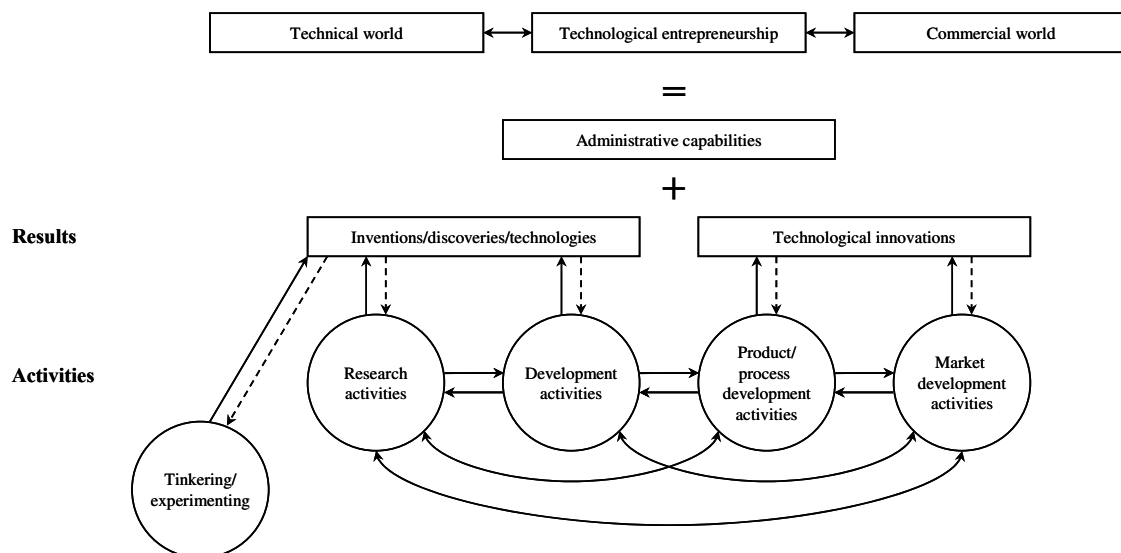 Technical world
Technological entrepreneurship
Commercial world
=
Administrative capabilities
+
Results
Inventions/discoveries/technologies
Technological innovations
Activities
Research
activities
Development
activities
Product/
process
development
activities
Market
development
activities
Tinkering/
experimenting